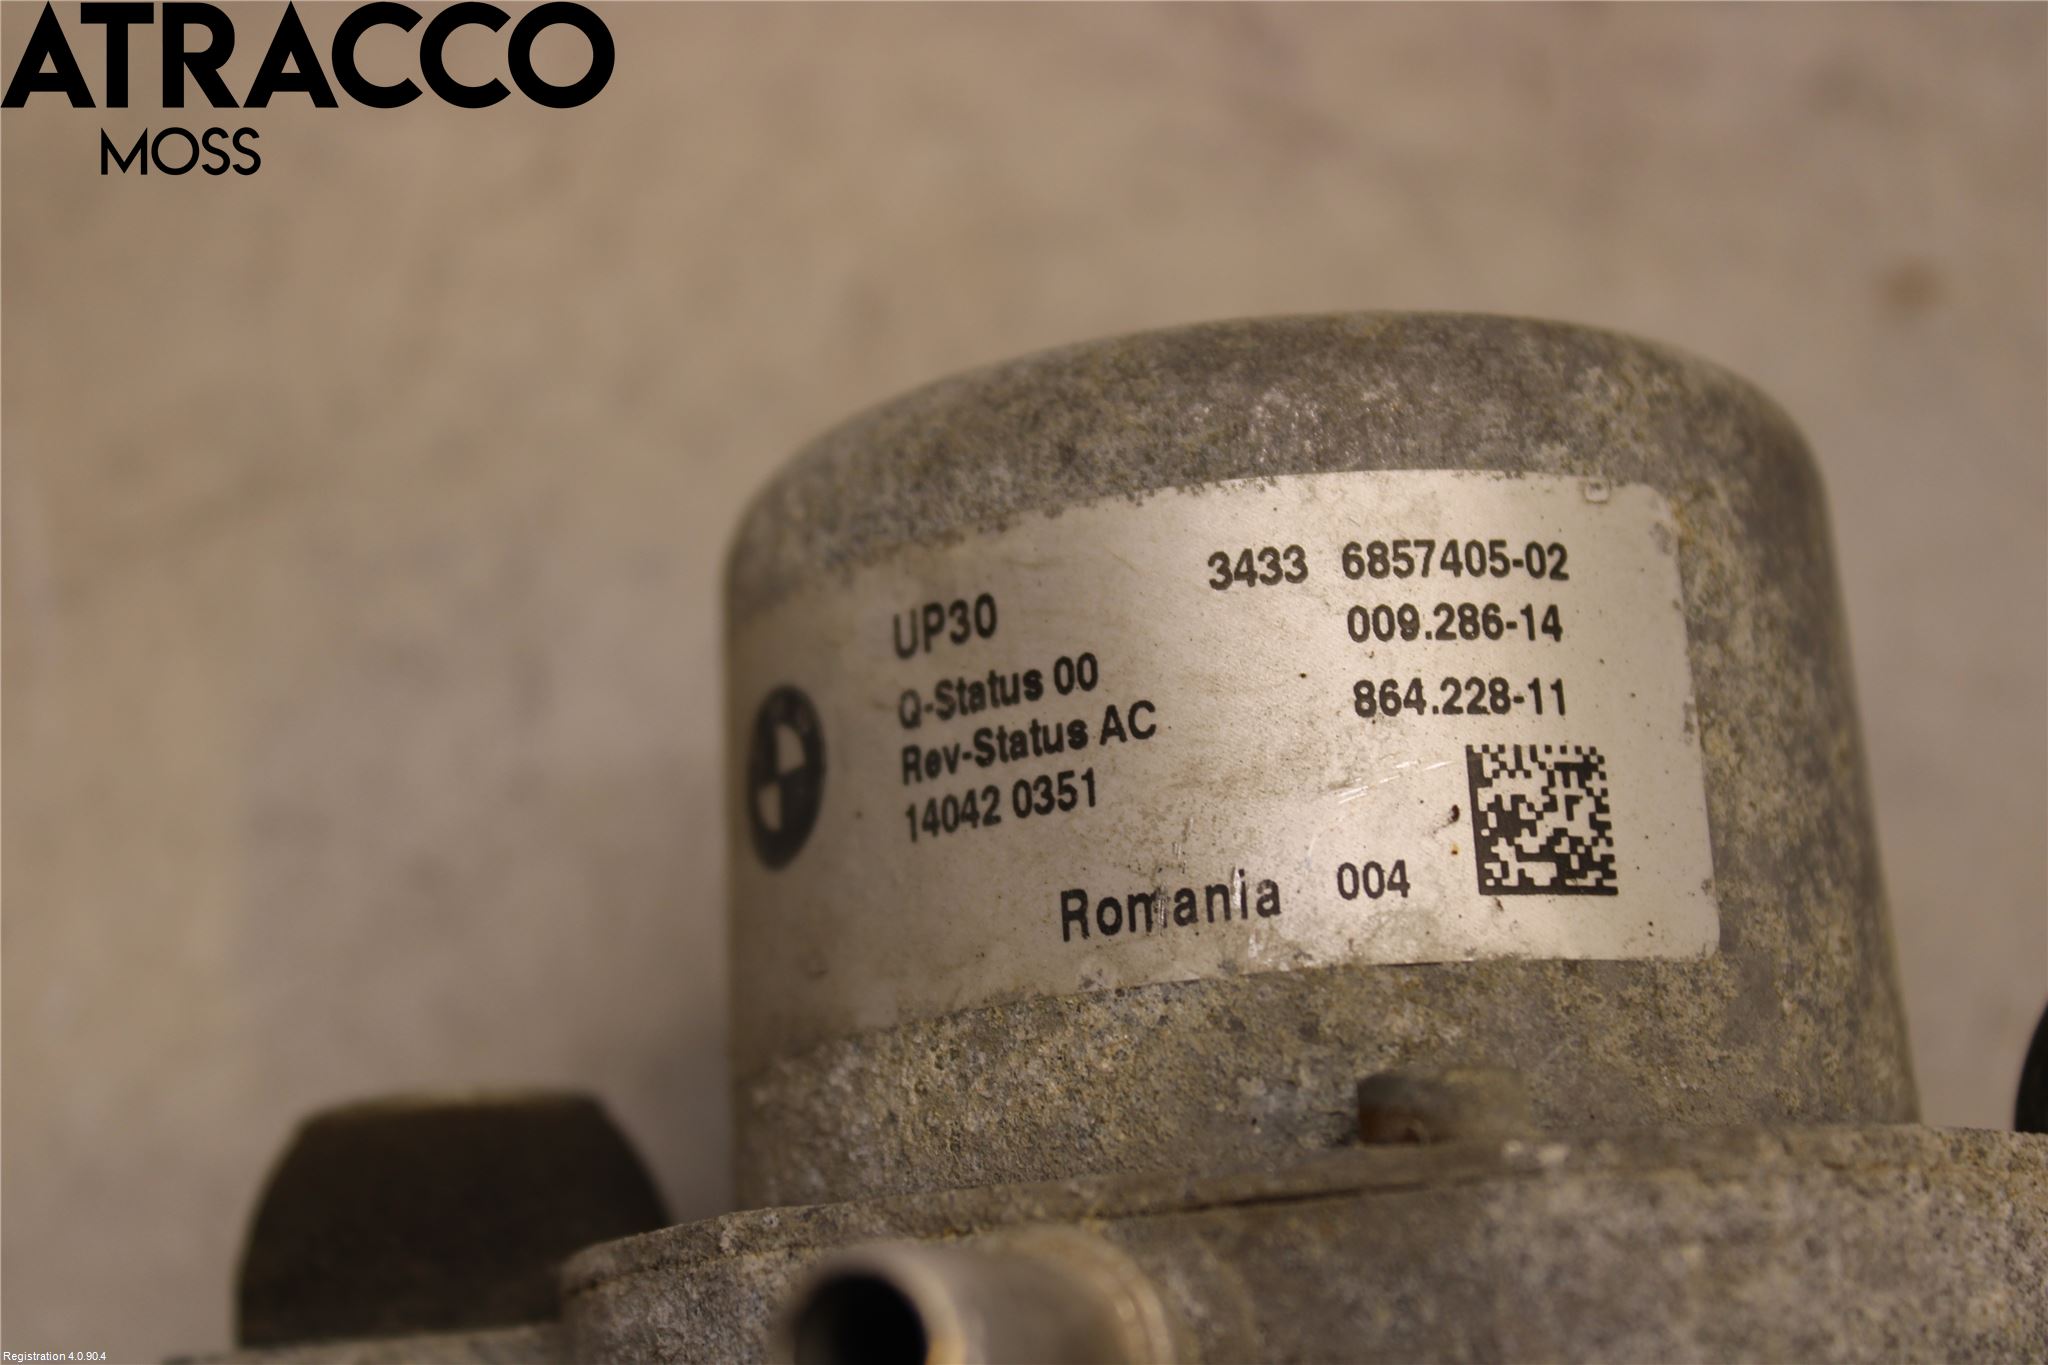 ATRACCO
MOSS
3433 6857405-02
UP30
009.286-14
Q-Status 00
864.228-11
Rev-Status AC
14042 0351
Romania 004
Registration 4.0.90.4